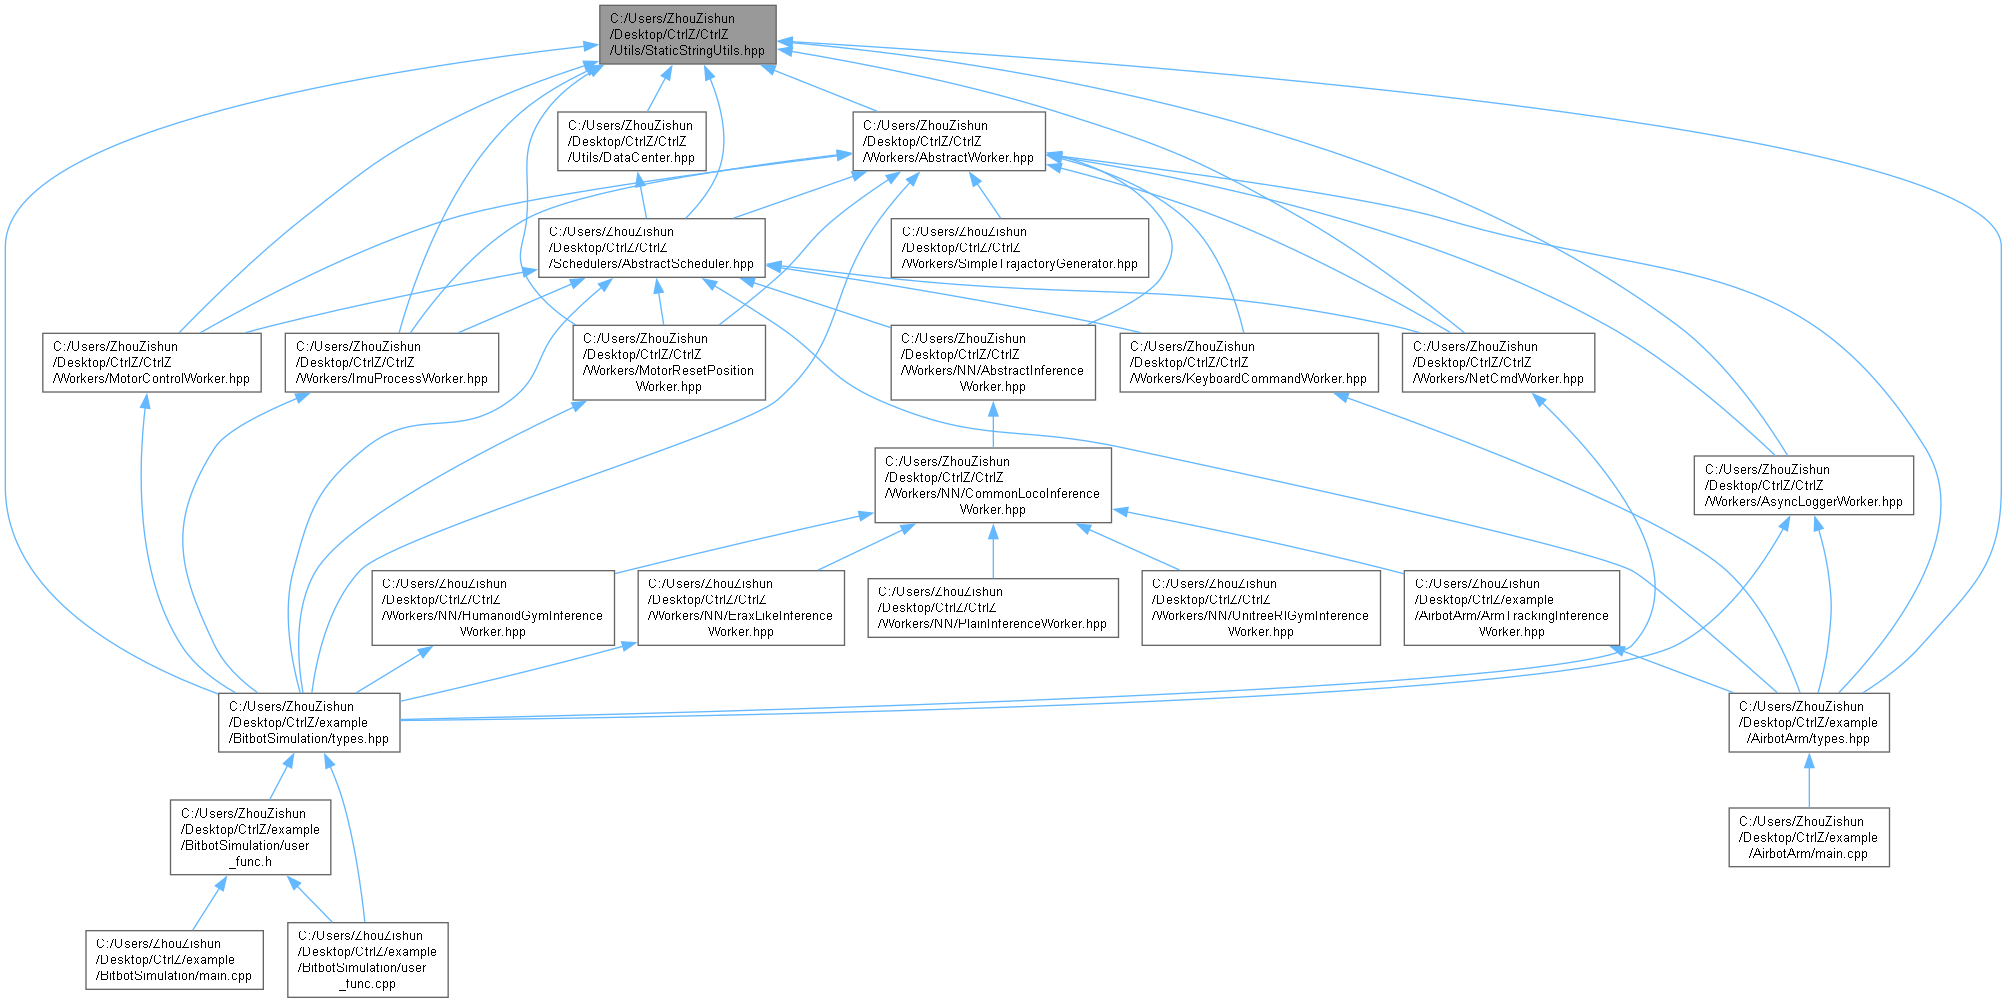 C:/Users/ZhouZishun
/Desktop/CtrlZ/CtrlZ
/Utils/StaticStringUtils.hpp
C:/Users/ZhouZishun
/Desktop/CtrlZ/CtrlZ
/Utils/DataCenter.hpp
C:/Users/ZhouZishun
/Desktop/CtrlZ/CtrlZ
/Workers/AbstractWorker.hpp
C:/Users/ZhouZishun
/Desktop/CtrlZ/CtrlZ
/Schedulers/AbstractScheduler.hpp
C:/Users/ZhouZishun
/Desktop/CtrlZ/CtrlZ
/Workers/SimpleTrajactoryGenerator.hpp
C:/Users/ZhouZishun
/Desktop/CtrlZ/CtrlZ
/Workers/MotorControlWorker.hpp
C:/Users/ZhouZishun
/Desktop/CtrlZ/CtrlZ
/Workers/ImuProcessWorker.hpp
C:/Users/ZhouZishun
/Desktop/CtrlZ/CtrlZ
/Workers/MotorResetPosition
Worker.hpp
C:/Users/ZhouZishun
/Desktop/CtrlZ/CtrlZ
/Workers/NN/AbstractInference
Worker.hpp
C:/Users/ZhouZishun
/Desktop/CtrlZ/CtrlZ
/Workers/KeyboardCommandWorker.hpp
C:/Users/ZhouZishun
/Desktop/CtrlZ/CtrlZ
/Workers/NetCmdWorker.hpp
C:/Users/ZhouZishun
/Desktop/CtrlZ/CtrlZ
/Workers/NN/CommonLocoInference
Worker.hpp
C:/Users/ZhouZishun
/Desktop/CtrlZ/CtrlZ
/Workers/AsyncLoggerWorker.hpp
C:/Users/ZhouZishun
/Desktop/CtrlZ/CtrlZ
/Workers/NN/HumanoidGymInference
Worker.hpp
C:/Users/ZhouZishun
/Desktop/CtrlZ/CtrlZ
/Workers/NN/EraxLikeInference
Worker.hpp
C:/Users/ZhouZishun
/Desktop/CtrlZ/CtrlZ
/Workers/NN/PlainInferenceWorker.hpp
C:/Users/ZhouZishun
/Desktop/CtrlZ/CtrlZ
/Workers/NN/UnitreeRlGymInference
Worker.hpp
C:/Users/ZhouZishun
/Desktop/CtrlZ/example
/AirbotArm/ArmTrackingInference
Worker.hpp
C:/Users/ZhouZishun
/Desktop/CtrlZ/example
/BitbotSimulation/types.hpp
C:/Users/ZhouZishun
/Desktop/CtrlZ/example
/AirbotArm/types.hpp
C:/Users/ZhouZishun
/Desktop/CtrlZ/example
/BitbotSimulation/user
_func.h
C:/Users/ZhouZishun
/Desktop/CtrlZ/example
/AirbotArm/main.cpp
C:/Users/ZhouZishun
/Desktop/CtrlZ/example
/BitbotSimulation/main.cpp
C:/Users/ZhouZishun
/Desktop/CtrlZ/example
/BitbotSimulation/user
_func.cpp